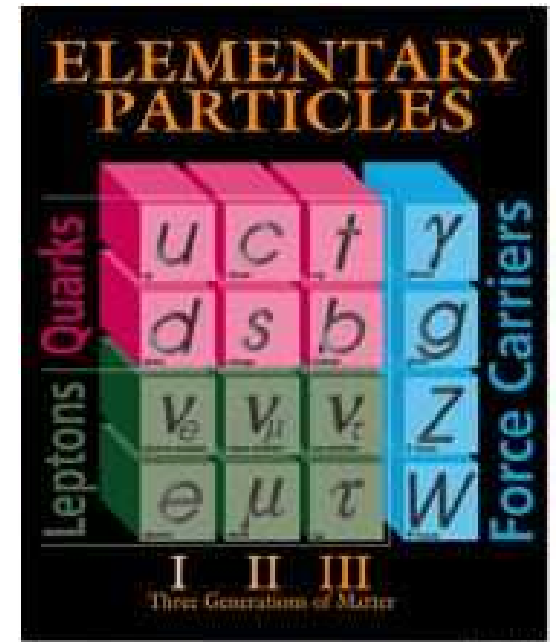 ELEMENTARY
PARTICLES
Quarks
u c t γ
d s b g
Leptons
νe νμ ντ Z
e μ τ W
Force Carriers
I II III
Three Generations of Matter